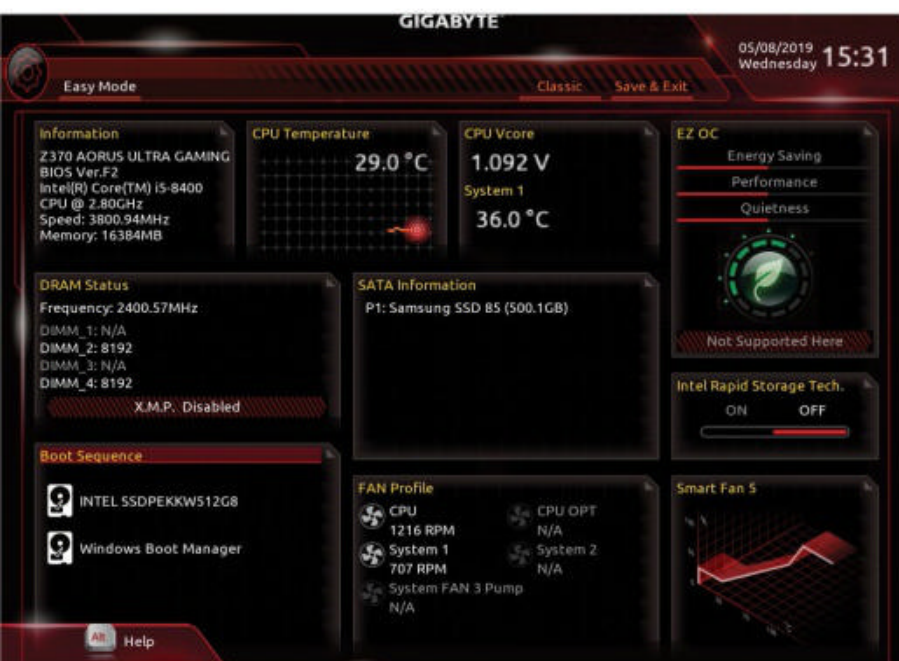 GIGABYTE
05/08/2019
Wednesday
15:31
Easy Mode
Classic
Save & Exit
Information
Z370 AORUS ULTRA GAMING
BIOS Ver.F2
Intel(R) Core(TM) i5-8400
CPU @ 2.80GHz
Speed: 3800.94MHz
Memory: 16384MB
CPU Temperature
29.0 °C
CPU Vcore
1.092 V
System 1
36.0 °C
EZ OC
Energy Saving
Performance
Quietness
Not Supported Here
DRAM Status
Frequency: 2400.57MHz
DIMM_1: N/A
DIMM_2: 8192
DIMM_3: N/A
DIMM_4: 8192
X.M.P. Disabled
SATA Information
P1: Samsung SSD 85 (500.1GB)
Intel Rapid Storage Tech.
ON OFF
Boot Sequence
INTEL SSDPEKKW512G8
Windows Boot Manager
FAN Profile
CPU
1216 RPM
CPU OPT
N/A
System 1
707 RPM
System 2
N/A
System FAN 3 Pump
N/A
Smart Fan 5
Alt
Help